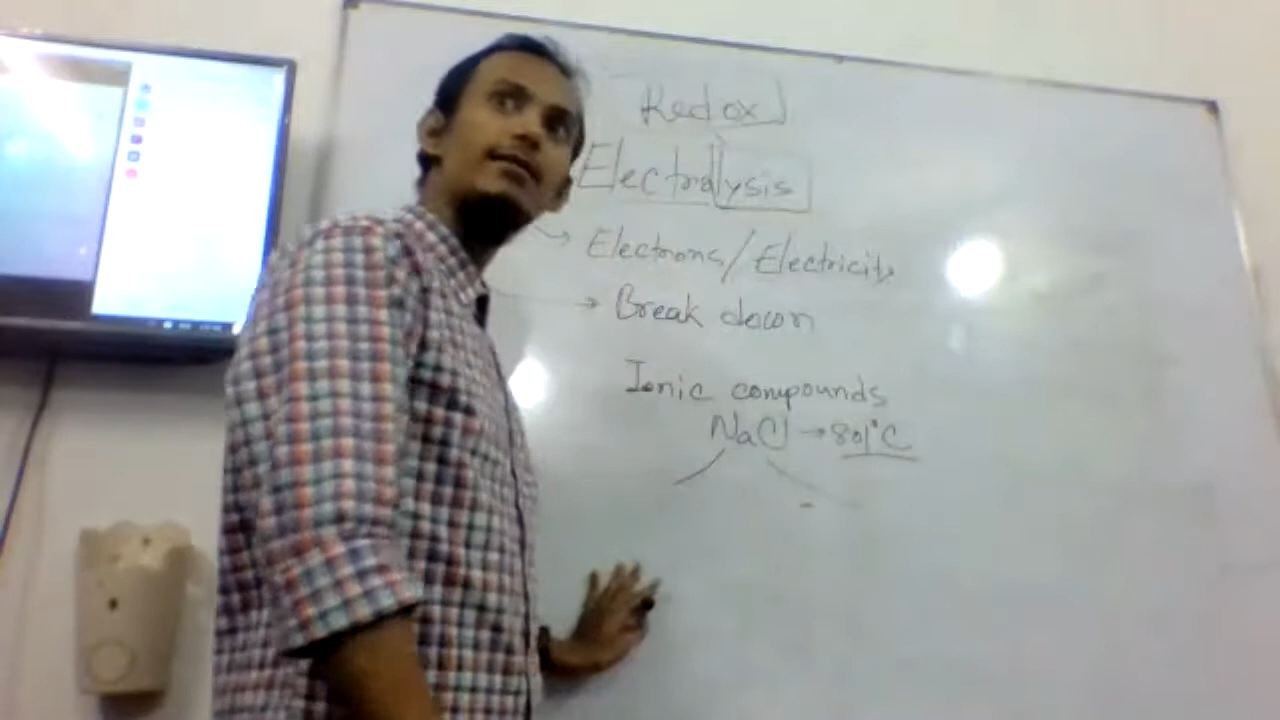 Redox
Electrolysis
→ Electrons/Electricity
→ Break down
Ionic compounds
NaCl → 801°C